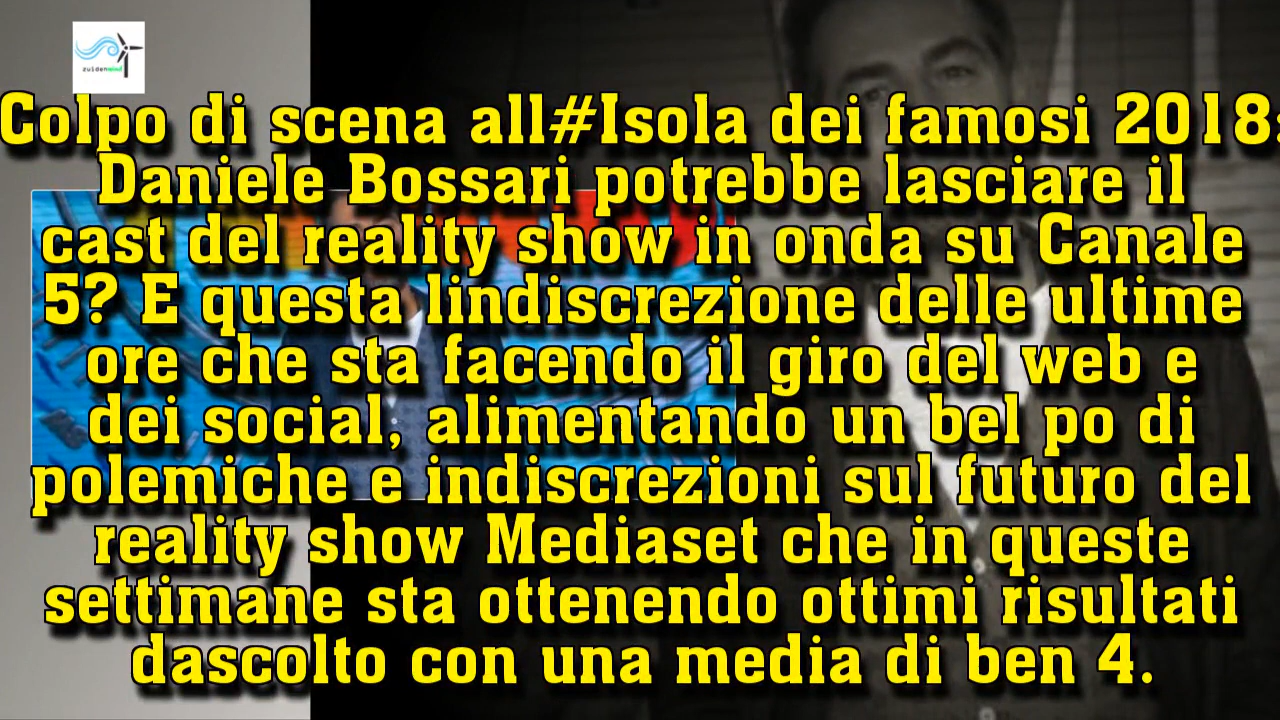 zuidenwind
Colpo di scena all#Isola dei famosi 2018:
Daniele Bossari potrebbe lasciare il
cast del reality show in onda su Canale
5? E questa lindiscrezione delle ultime
ore che sta facendo il giro del web e
dei social, alimentando un bel po di
polemiche e indiscrezioni sul futuro del
reality show Mediaset che in queste
settimane sta ottenendo ottimi risultati
dascolto con una media di ben 4.